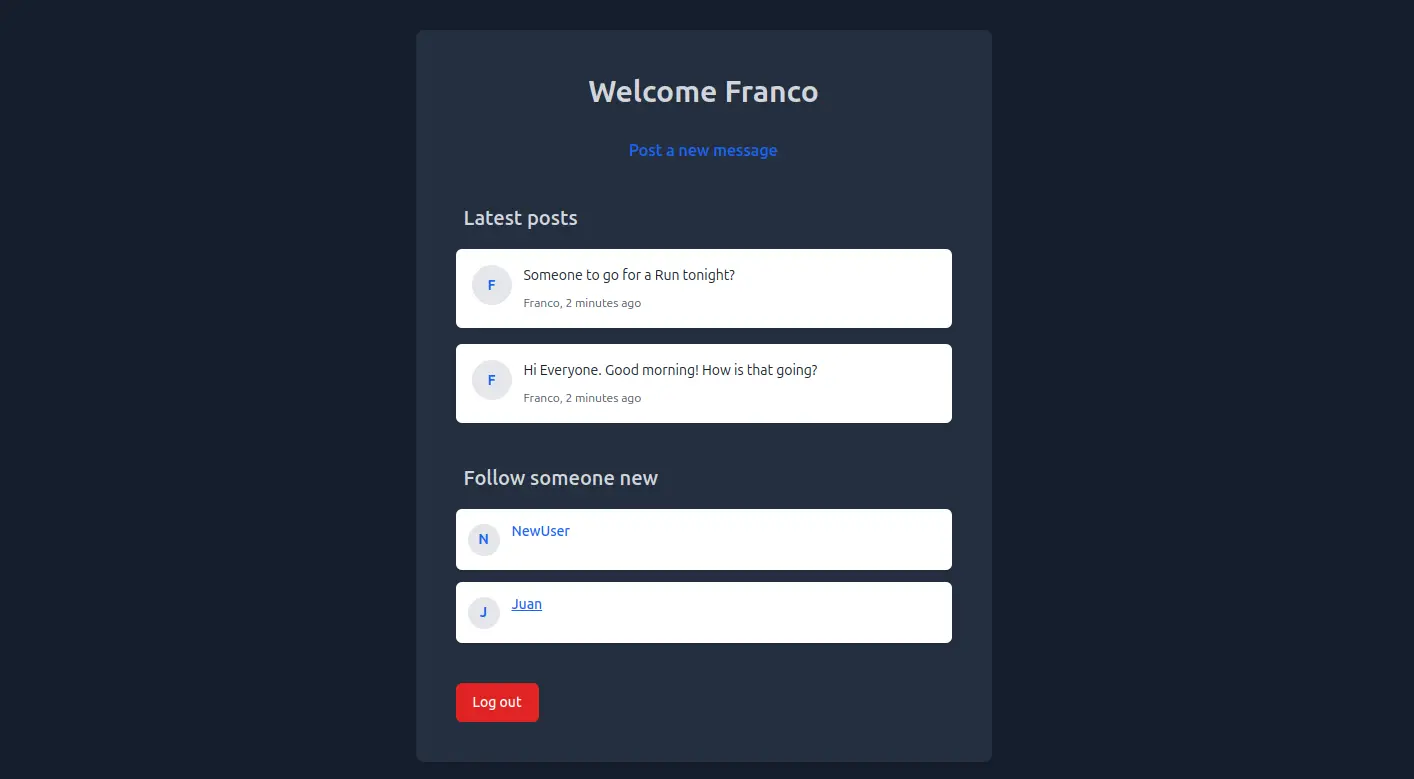 Welcome Franco
Post a new message
Latest posts
F
Someone to go for a Run tonight?
Franco, 2 minutes ago
F
Hi Everyone. Good morning! How is that going?
Franco, 2 minutes ago
Follow someone new
N
NewUser
J
Juan
Log out